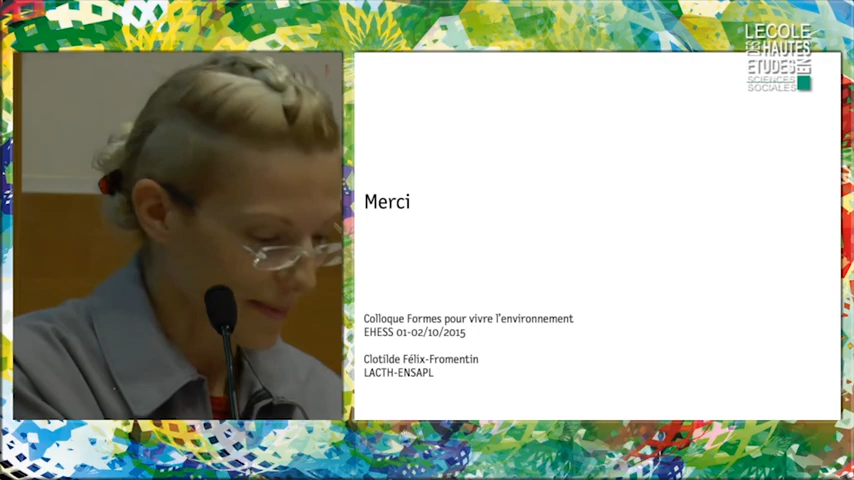 L'ECOLE
DES HAUTES
ETUDES EN
SCIENCES
SOCIALES
Merci
Colloque Formes pour vivre l'environnement
EHESS 01-02/10/2015
Clotilde Félix-Fromentin
LACTH-ENSAPL